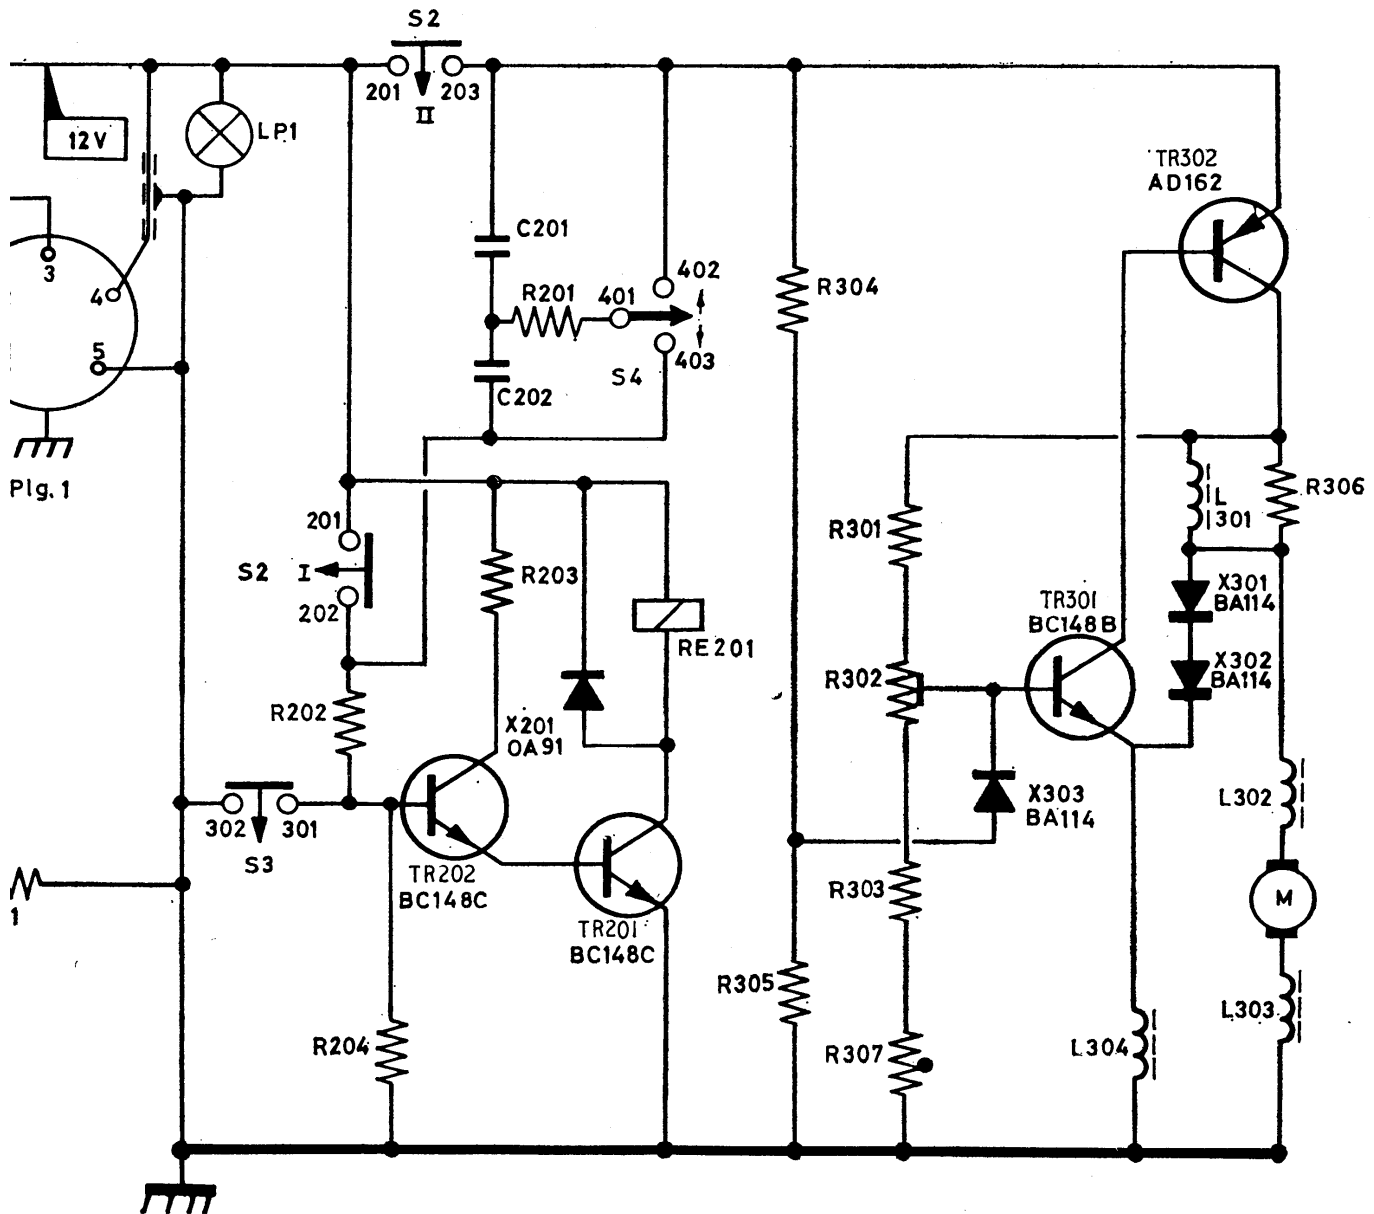 S2
201
203
II
12V
LP1
TR302
AD162
C201
402
3
4
R201
401
R304
5
403
S4
C202
Plg. 1
R306
L
301
201
R301
S2
I
R203
X301
BA114
202
TR301
BC148B
RE201
X302
BA114
R302
R202
X201
OA91
X303
BA114
L302
302
301
S3
TR202
BC148C
R303
M
1
TR201
BC148C
R305
L303
R204
R307
L304